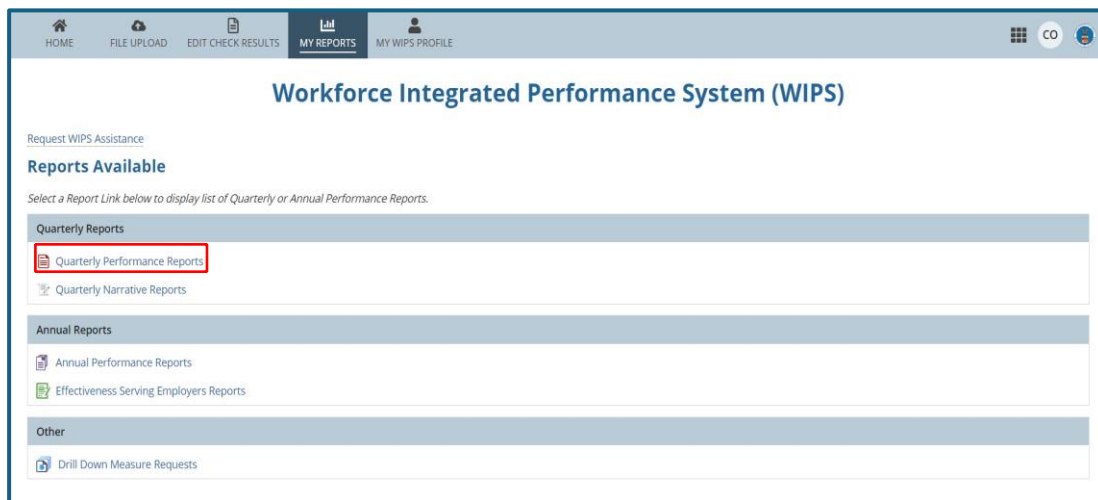 HOME FILE UPLOAD EDIT CHECK RESULTS MY REPORTS MY WIPS PROFILE CO
Workforce Integrated Performance System (WIPS)
Request WIPS Assistance
Reports Available
Select a Report Link below to display list of Quarterly or Annual Performance Reports.
Quarterly Reports
Quarterly Performance Reports
Quarterly Narrative Reports
Annual Reports
Annual Performance Reports
Effectiveness Serving Employers Reports
Other
Drill Down Measure Requests